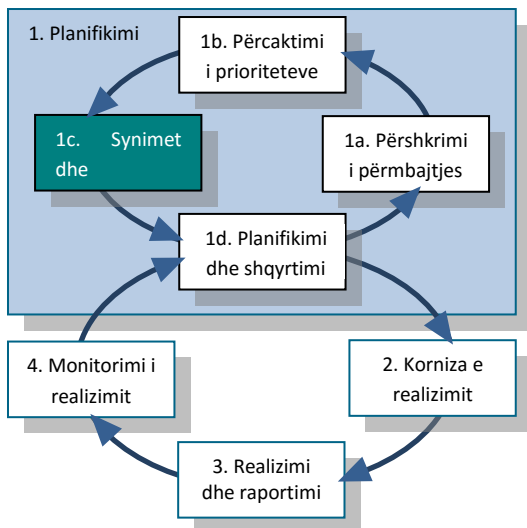 1. Planifikimi
1b. Përcaktimi
i prioriteteve
1c. Synimet
dhe
1a. Përshkrimi
i përmbajtjes
1d. Planifikimi
dhe shqyrtimi
4. Monitorimi i
realizimit
2. Korniza e
realizimit
3. Realizimi
dhe raportimi